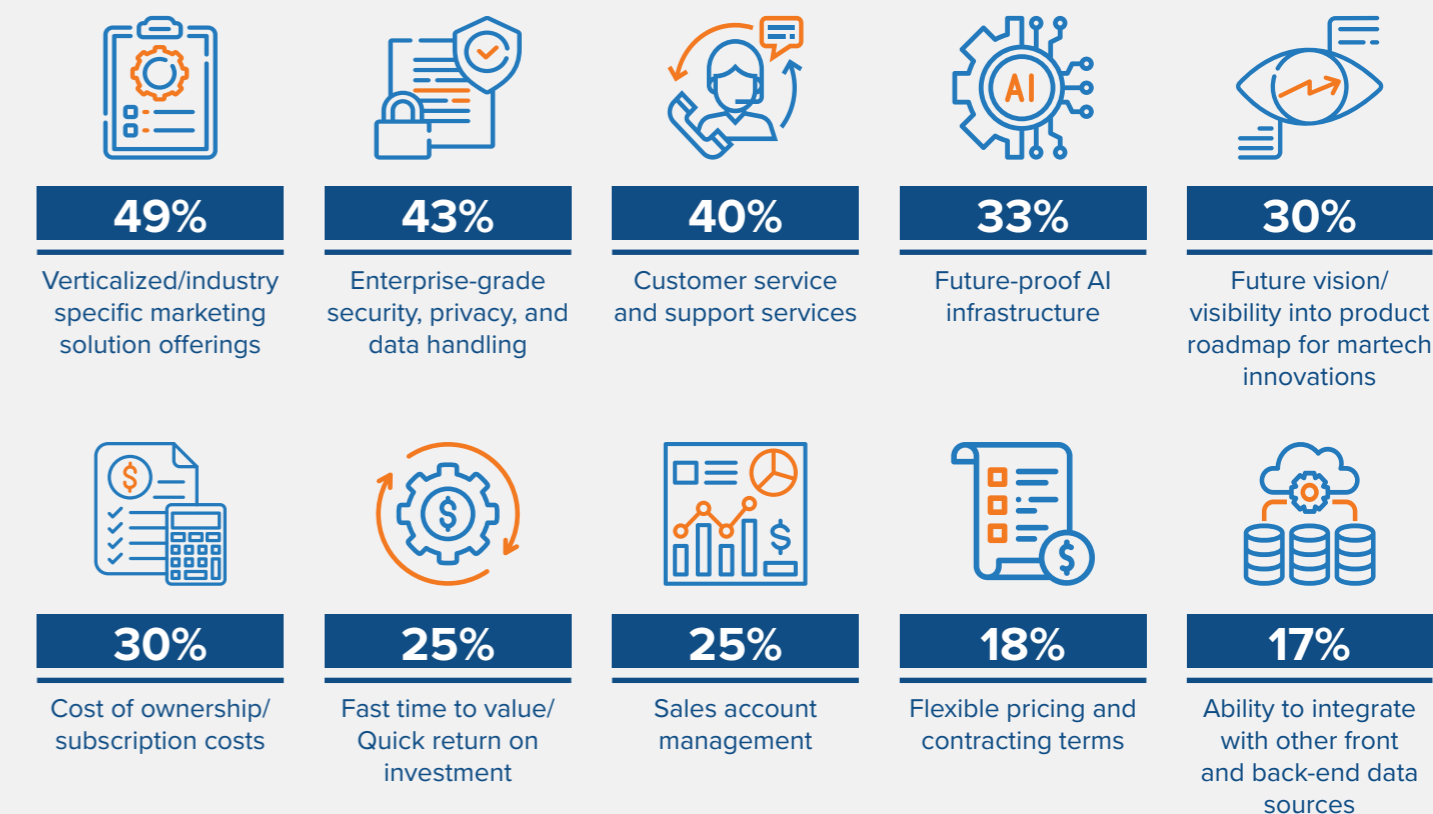 AI
49%
43%
40%
33%
30%
Verticalized/industry
specific marketing
solution offerings
Enterprise-grade
security, privacy, and
data handling
Customer service
and support services
Future-proof AI
infrastructure
Future vision/
visibility into product
roadmap for martech
innovations
$
$
$
$
30%
25%
25%
18%
17%
Cost of ownership/
subscription costs
Fast time to value/
Quick return on
investment
Sales account
management
Flexible pricing and
contracting terms
Ability to integrate
with other front
and back-end data
sources